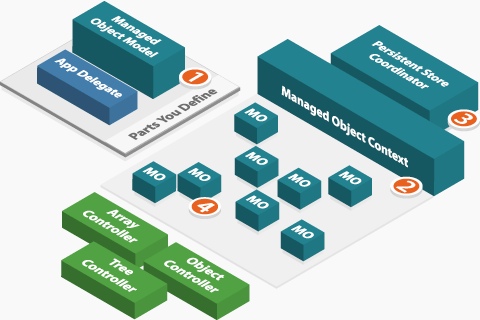 Managed
Object Model
App Delegate
1
Parts You Define
Persistent Store
Coordinator
3
Managed Object Context
2
MO
MO
MO
MO
MO
MO
MO
MO
4
Array
Controller
Tree
Controller
Object
Controller